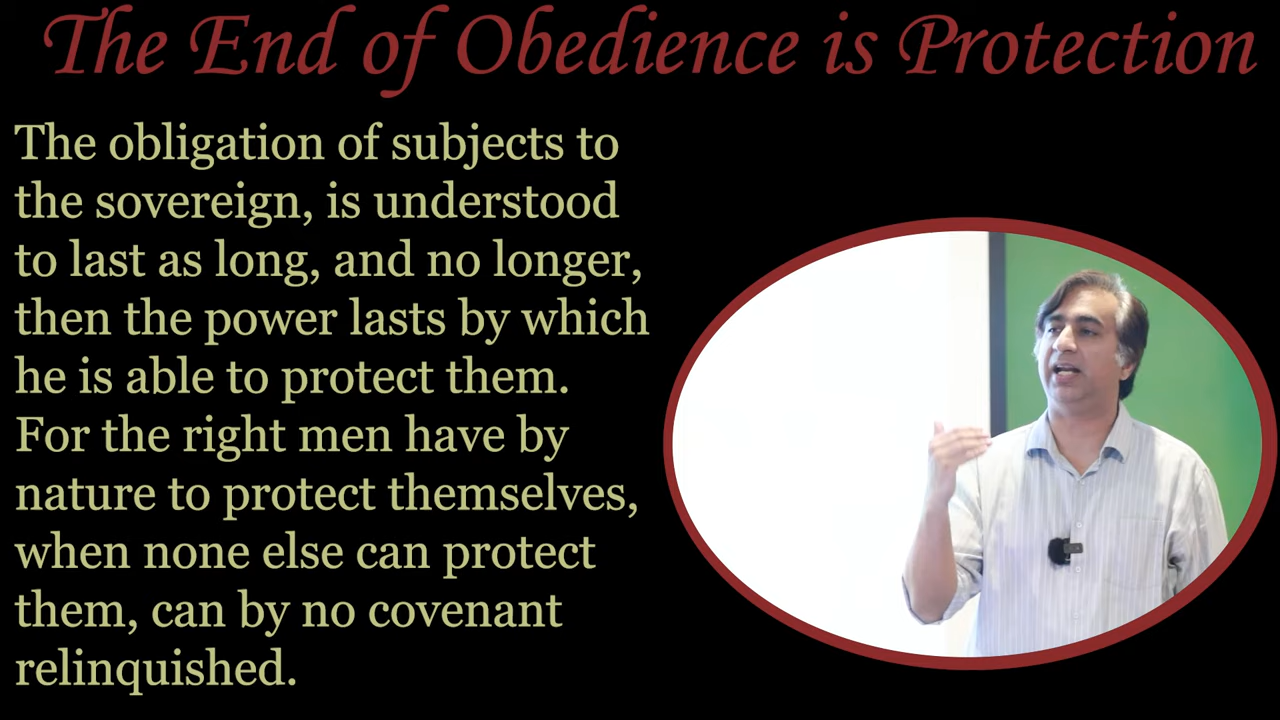 The End of Obedience is Protection
The obligation of subjects to
the sovereign, is understood
to last as long, and no longer,
then the power lasts by which
he is able to protect them.
For the right men have by
nature to protect themselves,
when none else can protect
them, can by no covenant
relinquished.